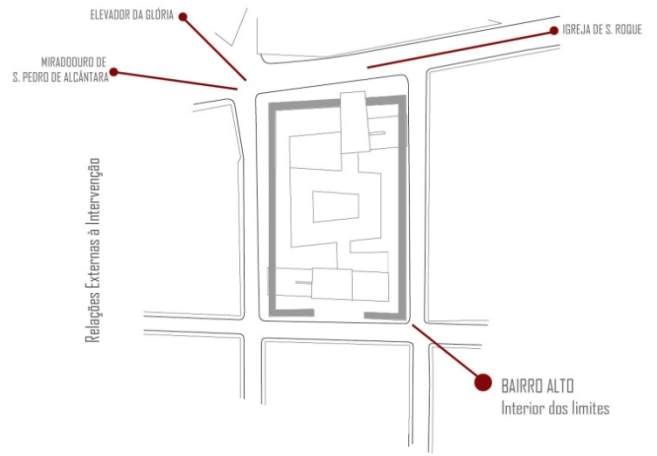 ELEVADOR DA GLÓRIA
IGREJA DE S. ROQUE
MIRADOURO DE
S. PEDRO DE ALCÂNTARA
Relações Externas à Intervenção
BAIRRO ALTO
Interior dos limites